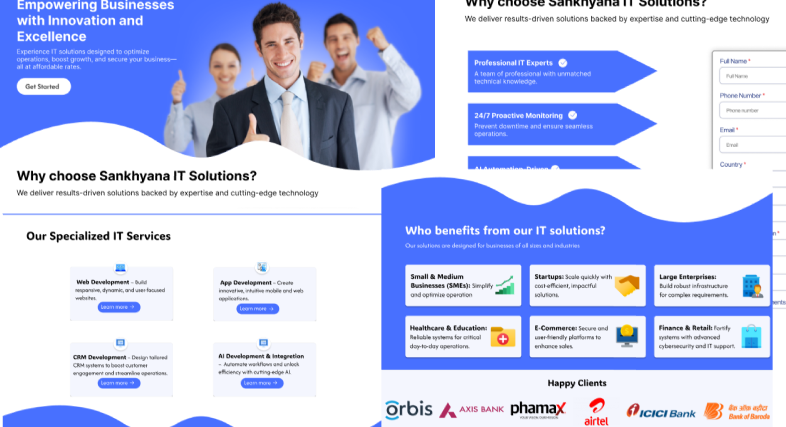 Empowering Businesses
with Innovation and
Excellence
Experience IT solutions designed to optimize
operations, boost growth, and secure your business—
all at affordable rates.
Get Started
Why choose Sankhyana IT Solutions?
We deliver results-driven solutions backed by expertise and cutting-edge technology
Our Specialized IT Services
Web Development – Build
responsive, dynamic, and user-focused
websites.
Learn more →
App Development – Create
innovative, intuitive mobile and web
applications.
Learn more →
CRM Development – Design tailored
CRM systems to boost customer
engagement and streamline operations.
Learn more →
AI Development & Integration
– Automate workflows and unlock
efficiency with cutting-edge AI.
Learn more →
Why choose Sankhyana IT Solutions?
We deliver results-driven solutions backed by expertise and cutting-edge technology
Professional IT Experts
A team of professional with unmatched
technical knowledge.
24/7 Proactive Monitoring
Prevent downtime and ensure seamless
operations.
AI Automation-Driven
Full Name *
Full Name
Phone Number *
Phone number
Email *
Email
Country *
Who benefits from our IT solutions?
Our solutions are designed for businesses of all sizes and industries
Small & Medium
Businesses (SMEs): Simplify
and optimize operation
Startups: Scale quickly with
cost-efficient, impactful
solutions.
Large Enterprises:
Build robust infrastructure
for complex requirements.
Healthcare & Education:
Reliable systems for critical
day-to-day operations.
E-Commerce: Secure and
user-friendly platforms to
enhance sales.
Finance & Retail: Fortify
systems with advanced
cybersecurity and IT support.
Happy Clients
orbis
AXIS BANK
phamax
airtel
ICICI Bank
बैंक ऑफ़ बड़ौदा
Bank of Baroda